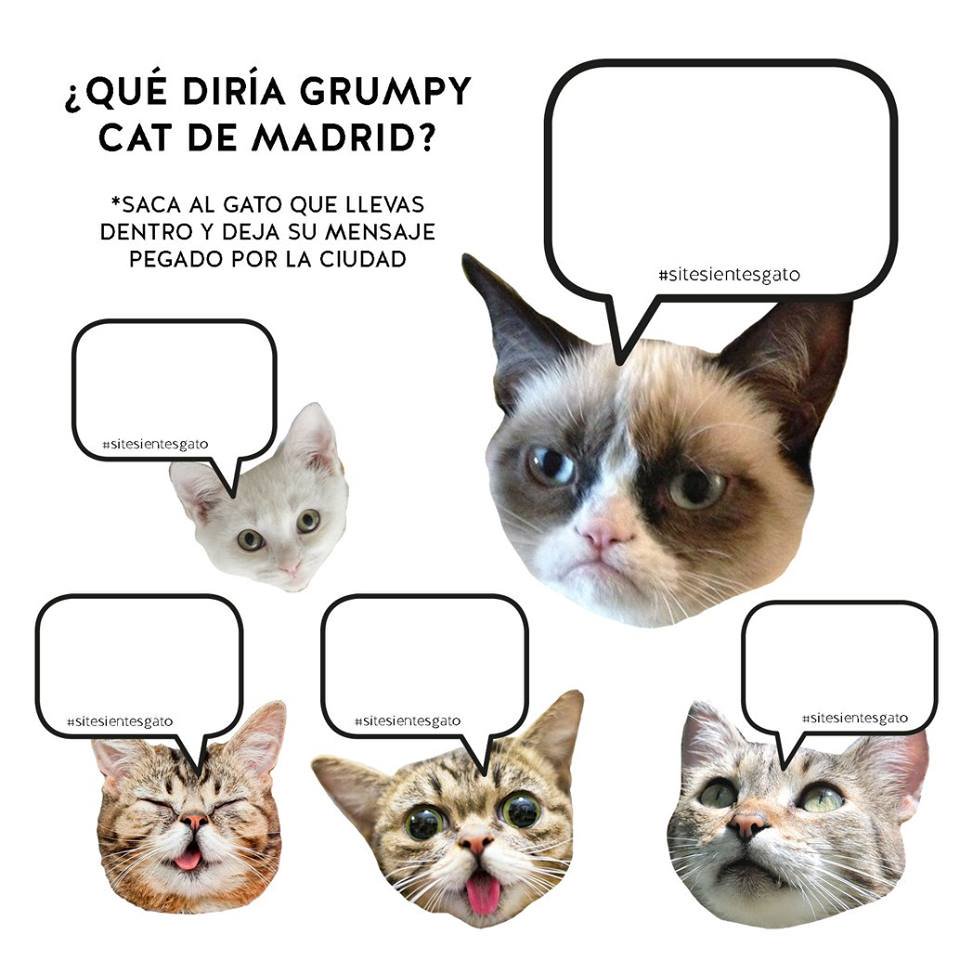 ¿QUÉ DIRÍA GRUMPY
CAT DE MADRID?
*SACA AL GATO QUE LLEVAS
DENTRO Y DEJA SU MENSAJE
PEGADO POR LA CIUDAD
#sitesientesgato
#sitesientesgato
#sitesientesgato
#sitesientesgato
#sitesientesgato